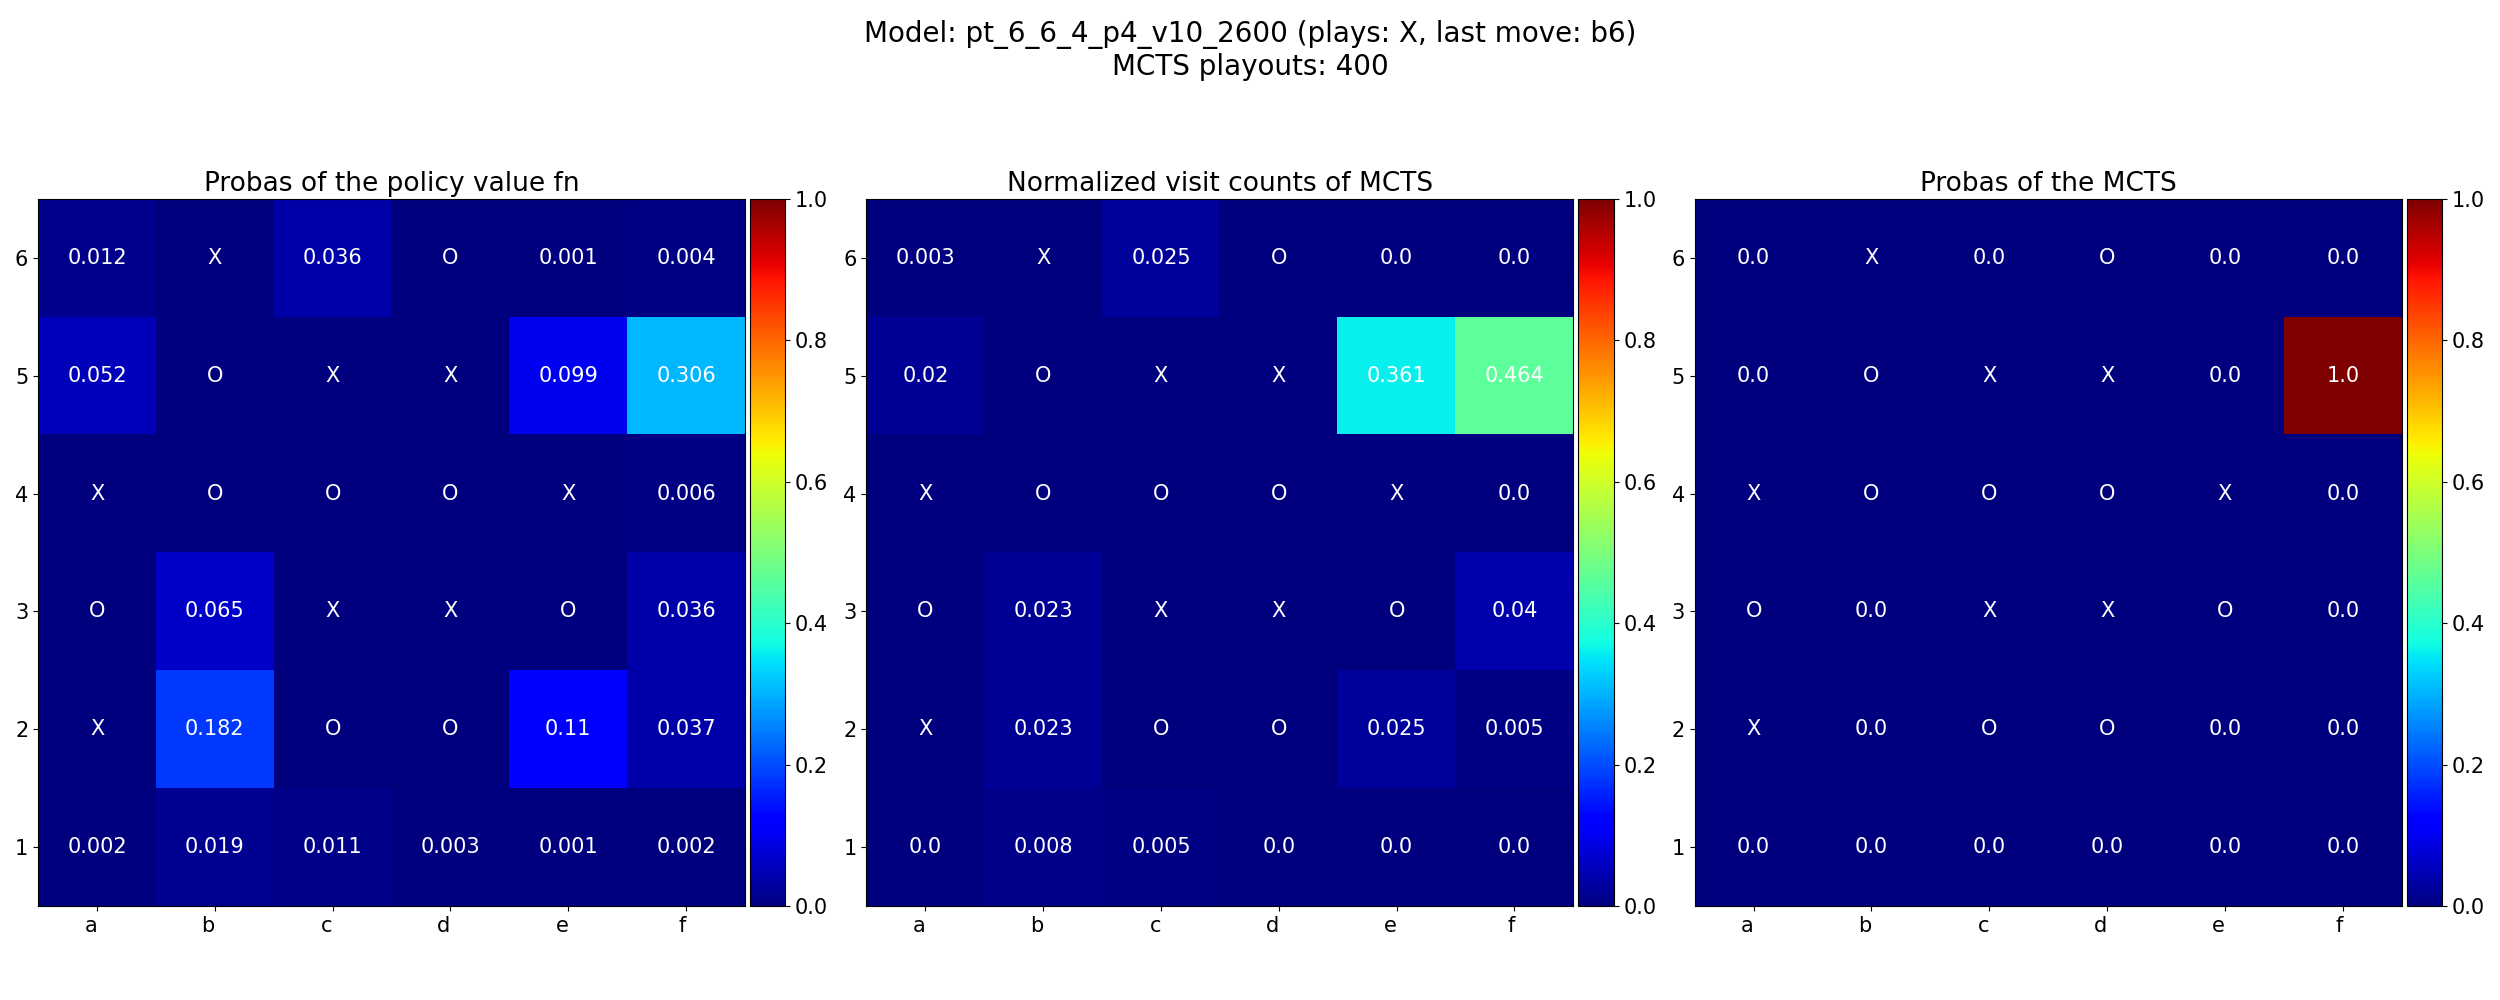 Model: pt_6_6_4_p4_v10_2600 (plays: X, last move: b6)
MCTS playouts: 400
Probas of the policy value fn
6 0.012 X 0.036 O 0.001 0.004
5 0.052 O X X 0.099 0.306
4 X O O O X 0.006
3 O 0.065 X X O 0.036
2 X 0.182 O O 0.11 0.037
1 0.002 0.019 0.011 0.003 0.001 0.002
a b c d e f
1.0
0.8
0.6
0.4
0.2
0.0
Normalized visit counts of MCTS
6 0.003 X 0.025 O 0.0 0.0
5 0.02 O X X 0.361 0.464
4 X O O O X 0.0
3 O 0.023 X X O 0.04
2 X 0.023 O O 0.025 0.005
1 0.0 0.008 0.005 0.0 0.0 0.0
a b c d e f
1.0
0.8
0.6
0.4
0.2
0.0
Probas of the MCTS
6 0.0 X 0.0 O 0.0 0.0
5 0.0 O X X 0.0 1.0
4 X O O O X 0.0
3 O 0.0 X X O 0.0
2 X 0.0 O O 0.0 0.0
1 0.0 0.0 0.0 0.0 0.0 0.0
a b c d e f
1.0
0.8
0.6
0.4
0.2
0.0